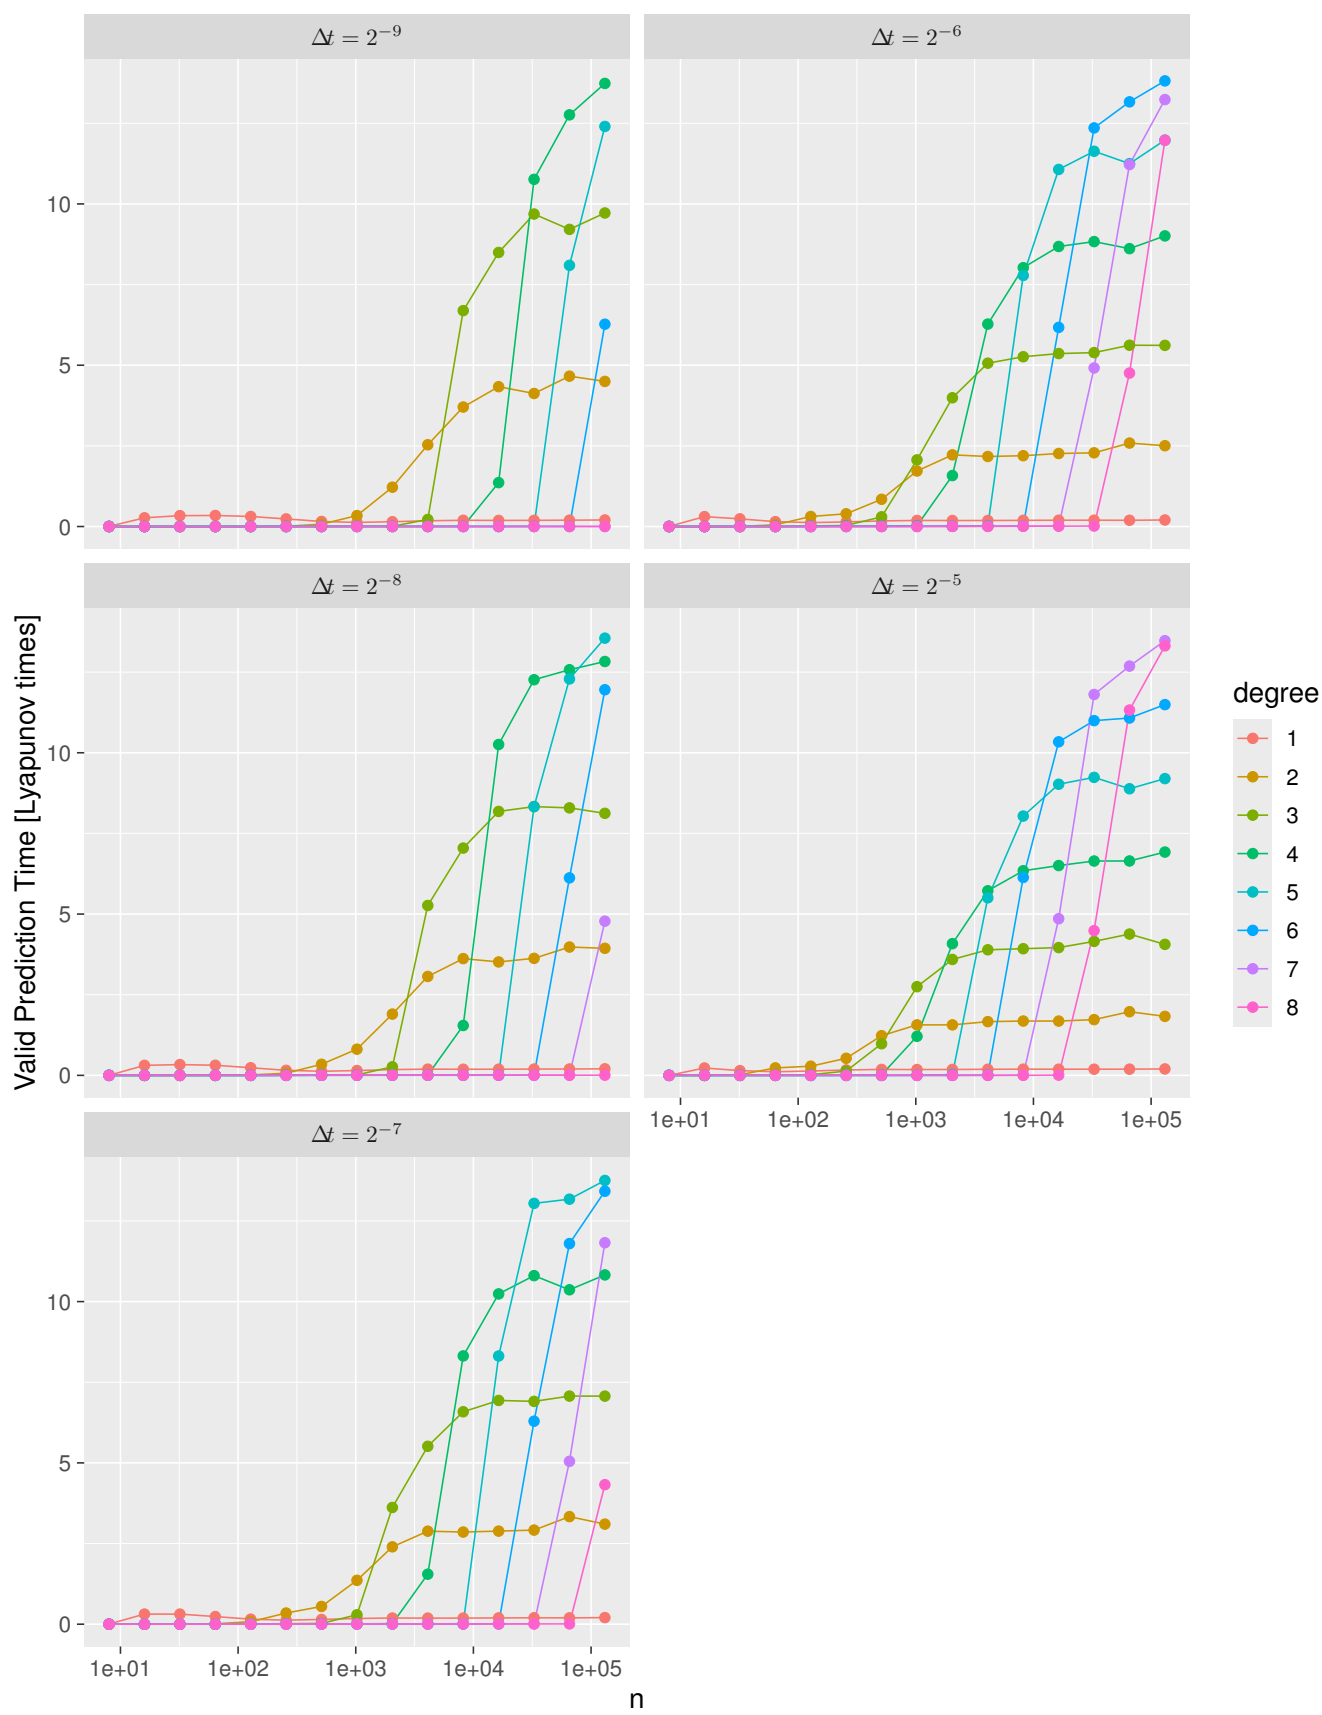 Δt = 2⁻⁹
Δt = 2⁻⁶
10
5
0
Δt = 2⁻⁸
Δt = 2⁻⁵
10
5
0
1e+01 1e+02 1e+03 1e+04 1e+05
Δt = 2⁻⁷
10
5
0
1e+01 1e+02 1e+03 1e+04 1e+05
n
Valid Prediction Time [Lyapunov times]
degree
1
2
3
4
5
6
7
8